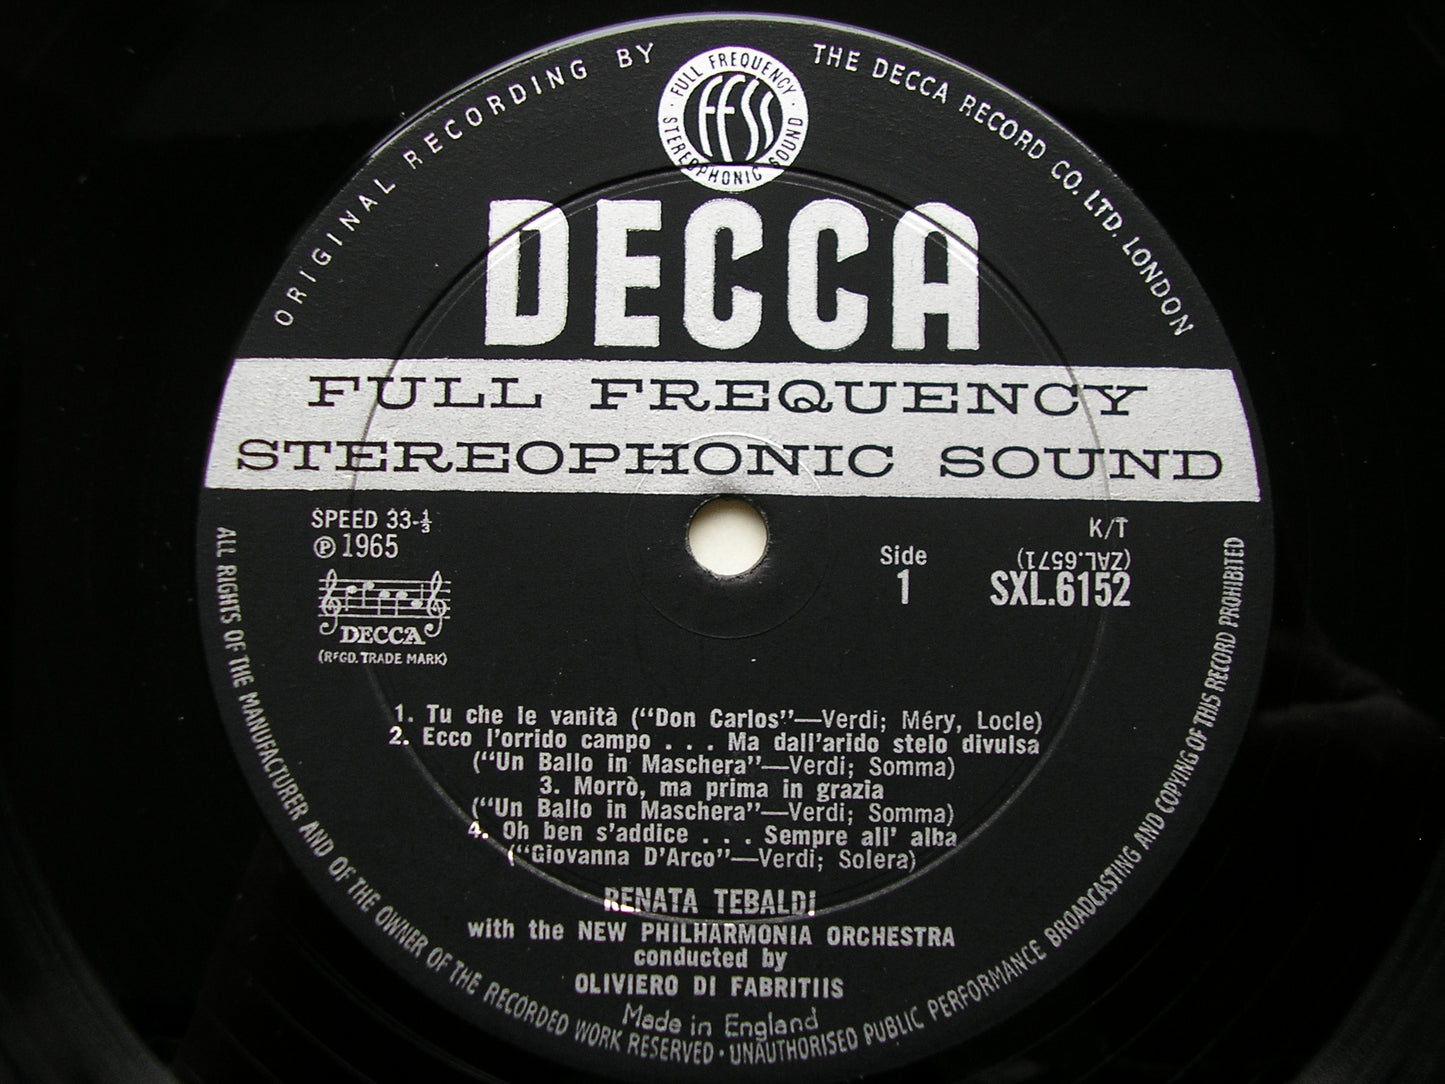 ORIGINAL RECORDING BY THE DECCA RECORD CO. LTD. LONDON
· FULL FREQUENCY · STEREOPHONIC SOUND
FFSS
DECCA
FULL FREQUENCY
STEREOPHONIC SOUND
SPEED 33-⅓
℗ 1965
DECCA
(REGD. TRADE MARK)
Side
1
K/T
(ZAL.6571)
SXL.6152
1. Tu che le vanità (“Don Carlos”—Verdi; Méry, Locle)
2. Ecco l'orrido campo . . . Ma dall'arido stelo divulsa
(“Un Ballo in Maschera”—Verdi; Somma)
3. Morrò, ma prima in grazia
(“Un Ballo in Maschera”—Verdi; Somma)
4. Oh ben s'addice . . . Sempre all' alba
(“Giovanna D'Arco”—Verdi; Solera)
RENATA TEBALDI
with the NEW PHILHARMONIA ORCHESTRA
conducted by
OLIVIERO DI FABRITIIS
Made in England
ALL RIGHTS OF THE MANUFACTURER AND OF THE OWNER OF THE RECORDED WORK RESERVED · UNAUTHORISED PUBLIC PERFORMANCE BROADCASTING AND COPYING OF THIS RECORD PROHIBITED